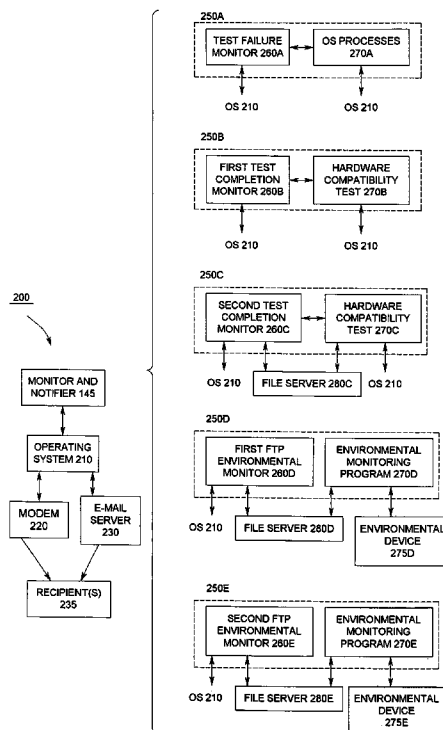 250A
TEST FAILURE
MONITOR 260A
OS PROCESSES
270A
OS 210
OS 210
250B
FIRST TEST
COMPLETION
MONITOR 260B
HARDWARE
COMPATIBILITY
TEST 270B
OS 210
OS 210
250C
SECOND TEST
COMPLETION
MONITOR 260C
HARDWARE
COMPATIBILITY
TEST 270C
OS 210
FILE SERVER 280C
OS 210
200
MONITOR AND
NOTIFIER 145
OPERATING
SYSTEM 210
MODEM
220
E-MAIL
SERVER
230
RECIPIENT(S)
235
250D
FIRST FTP
ENVIRONMENTAL
MONITOR 260D
ENVIRONMENTAL
MONITORING
PROGRAM 270D
OS 210
FILE SERVER 280D
ENVIRONMENTAL
DEVICE
275D
250E
SECOND FTP
ENVIRONMENTAL
MONITOR 260E
ENVIRONMENTAL
MONITORING
PROGRAM 270E
OS 210
FILE SERVER 280E
ENVIRONMENTAL
DEVICE
275E